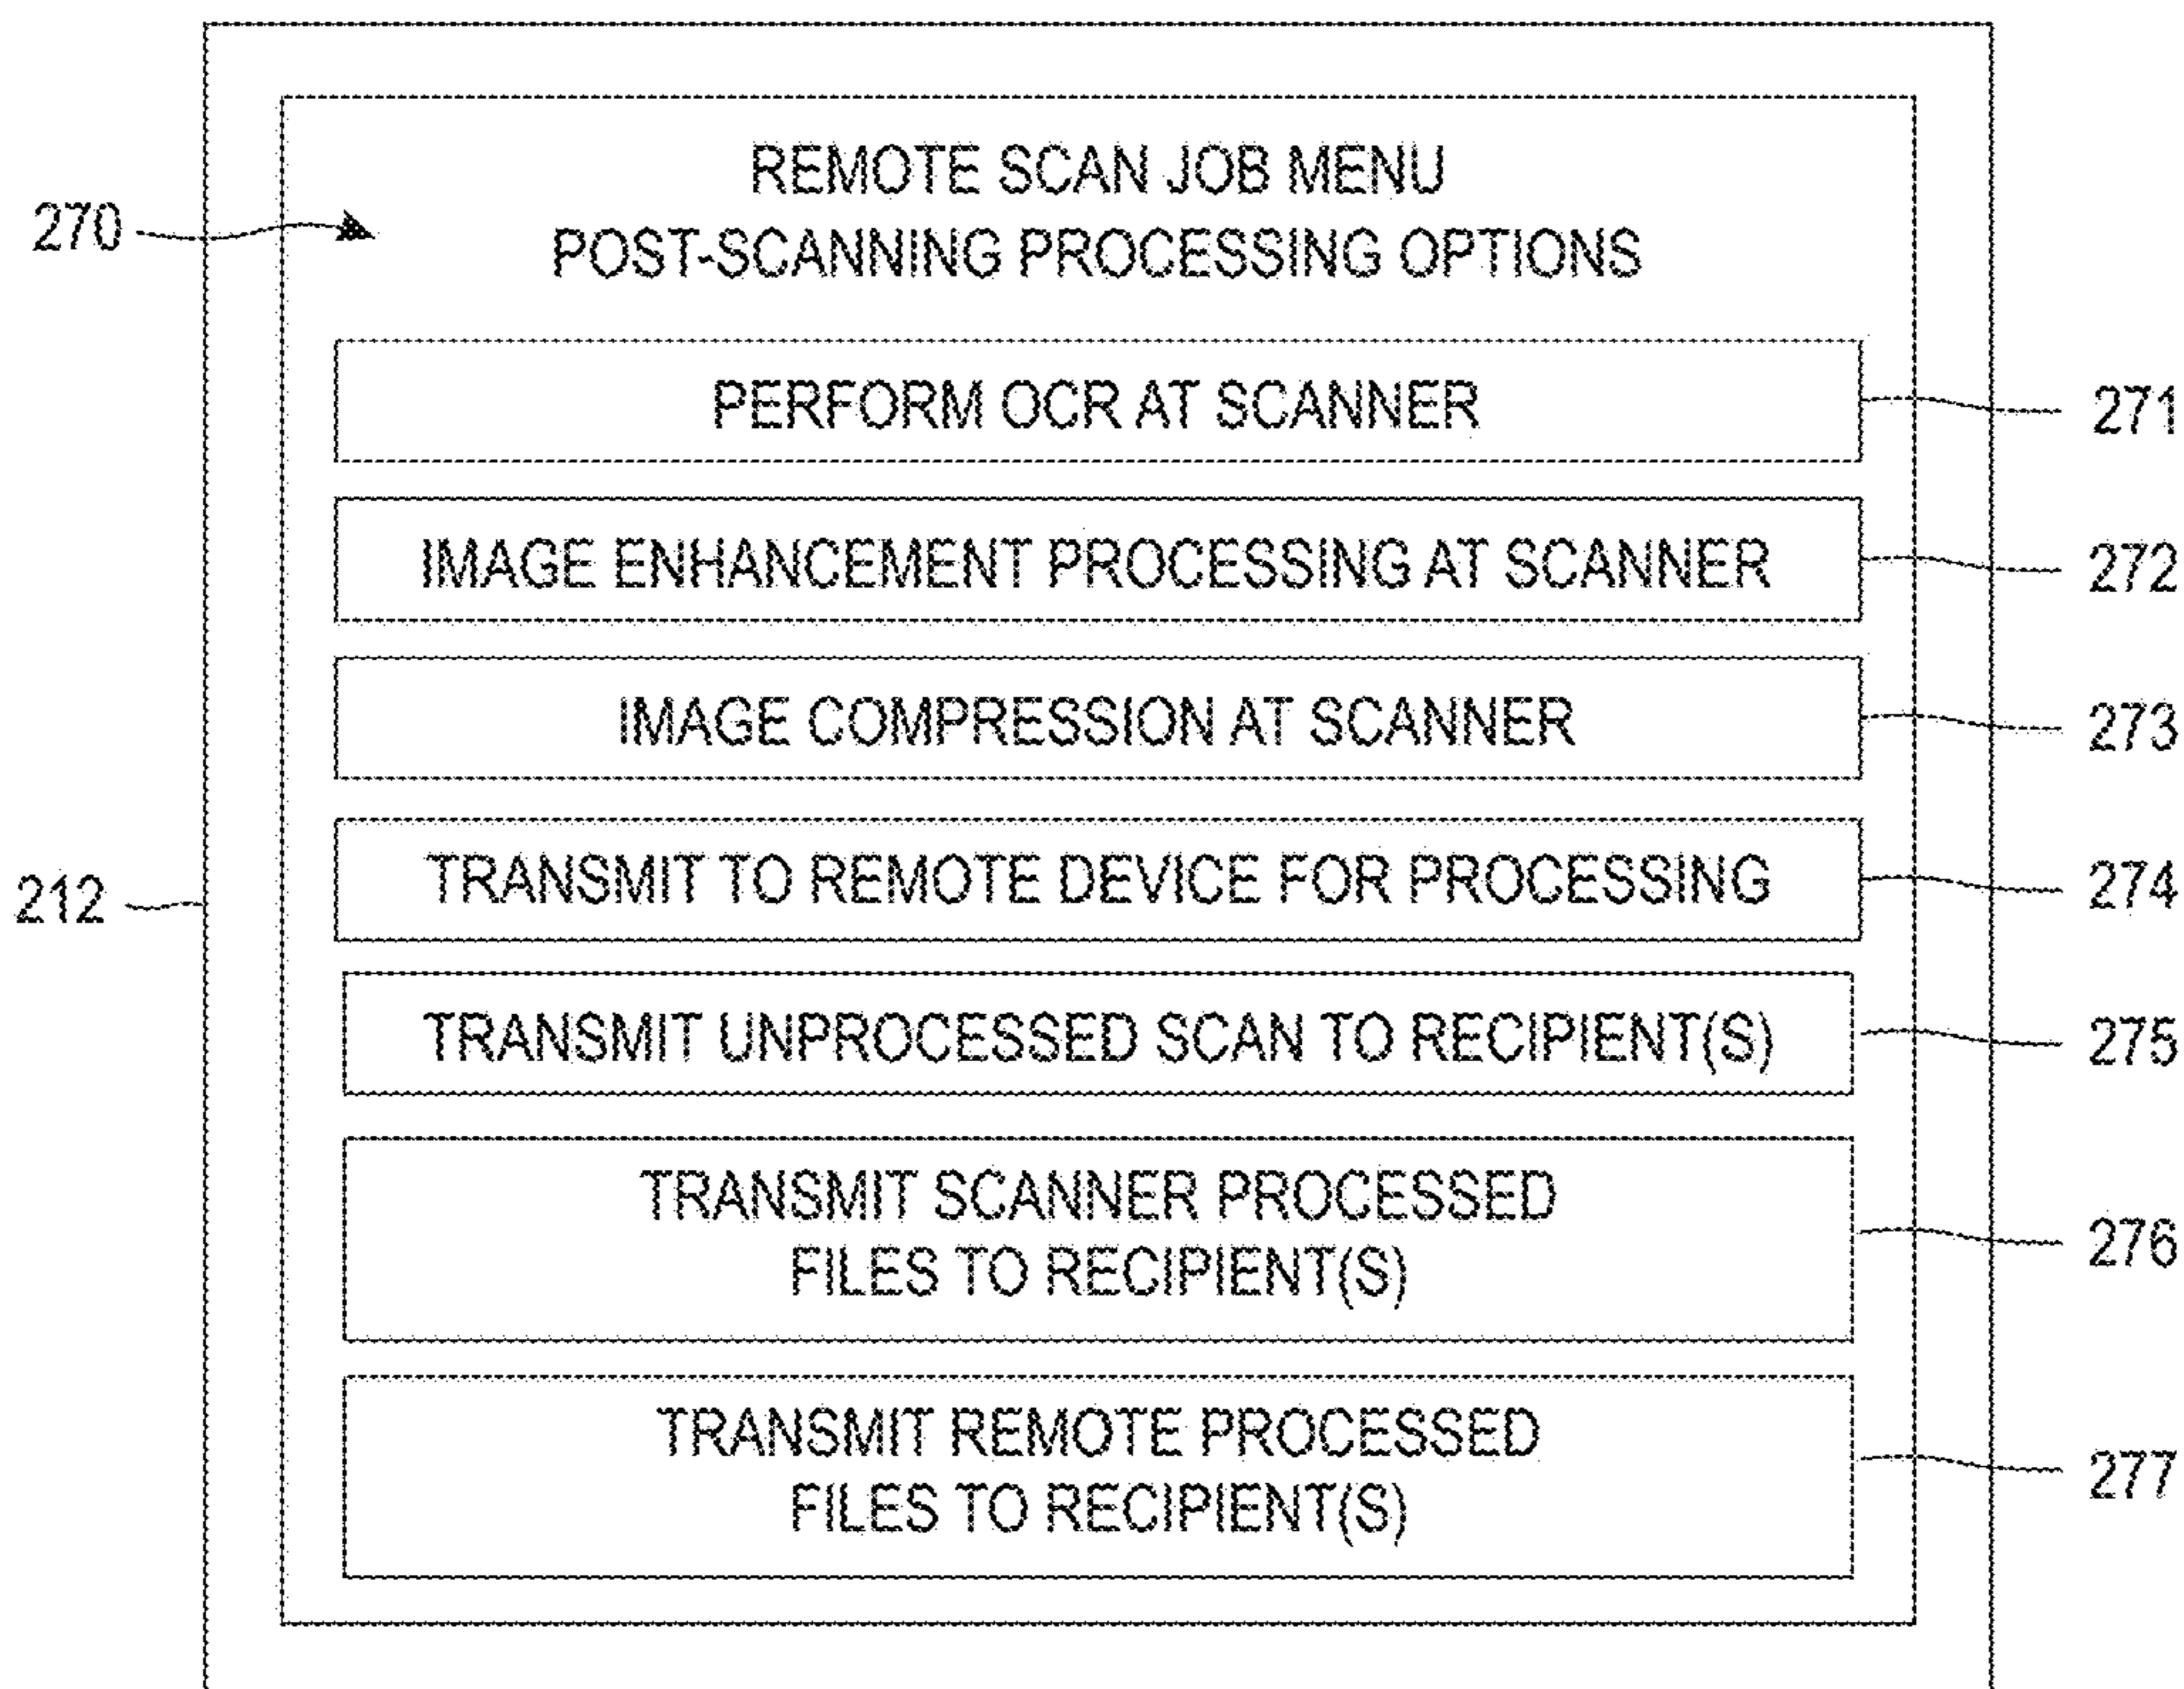 REMOTE SCAN JOB MENU
270
POST-SCANNING PROCESSING OPTIONS
PERFORM OCR AT SCANNER
271
IMAGE ENHANCEMENT PROCESSING AT SCANNER
272
IMAGE COMPRESSION AT SCANNER
273
TRANSMIT TO REMOTE DEVICE FOR PROCESSING
274
212
TRANSMIT UNPROCESSED SCAN TO RECIPIENT(S)
275
TRANSMIT SCANNER PROCESSED
FILES TO RECIPIENT(S)
276
TRANSMIT REMOTE PROCESSED
FILES TO RECIPIENT(S)
277